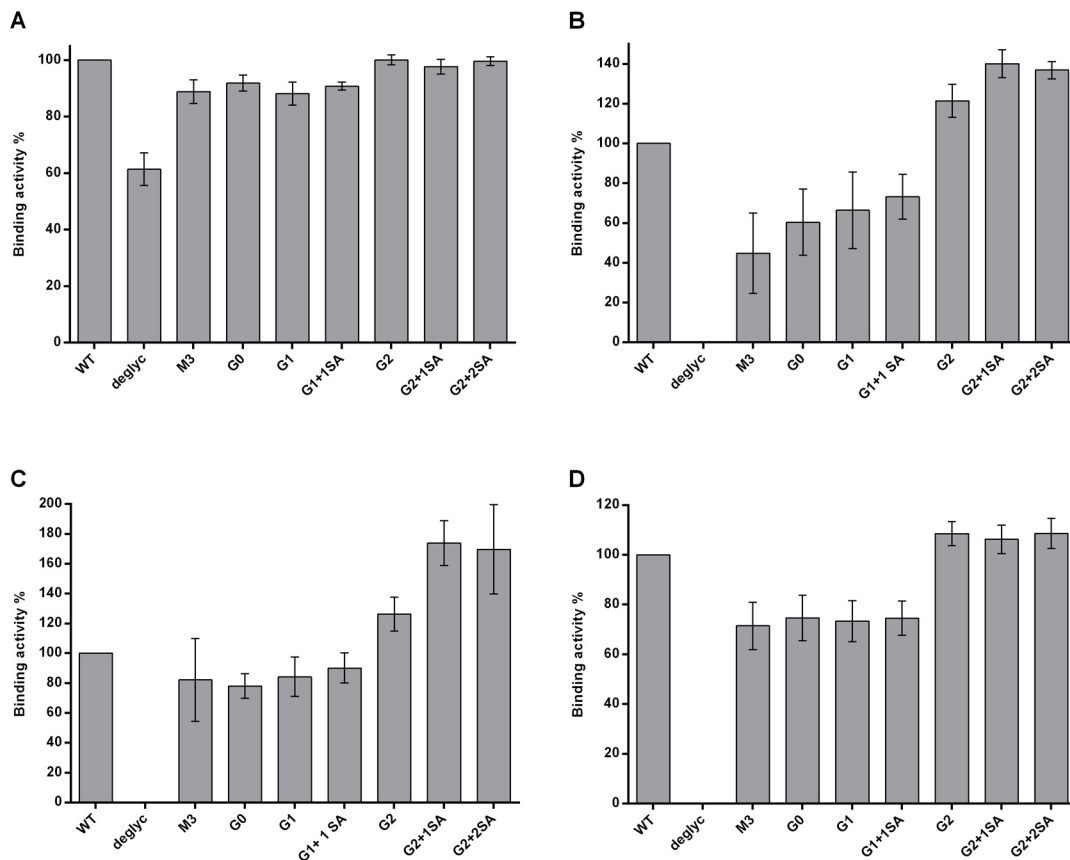 A
Binding activity %
100
80
60
40
20
0
WT
deglyc
M3
G0
G1
G1+1SA
G2
G2+1SA
G2+2SA
B
Binding activity %
140
120
100
80
60
40
20
0
WT
deglyc
M3
G0
G1
G1+1 SA
G2
G2+1SA
G2+2SA
C
Binding activity %
200
180
160
140
120
100
80
60
40
20
0
WT
deglyc
M3
G0
G1
G1+ 1 SA
G2
G2+1SA
G2+2SA
D
Binding activity %
120
100
80
60
40
20
0
WT
deglyc
M3
G0
G1
G1+1SA
G2
G2+1SA
G2+2SA